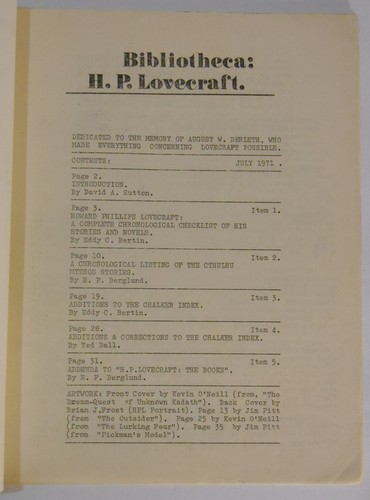 Bibliotheca:
H. P. Lovecraft.
DEDICATED TO THE MEMORY OF AUGUST W. DERLETH, WHO
MADE EVERYTHING CONCERNING LOVECRAFT POSSIBLE.
CONTENTS: JULY 1971 .
Page 2.
INTRODUCTION.
By David A. Sutton.
Page 3. Item 1.
HOWARD PHILLIPS LOVECRAFT:
A COMPLETE CHRONOLOGICAL CHECKLIST OF HIS
STORIES AND NOVELS.
By Eddy C. Bertin.
Page 10. Item 2.
A CHRONOLOGICAL LISTING OF THE CTHULHU
MYTHOS STORIES.
By E. P. Berglund.
Page 19. Item 3.
ADDITIONS TO THE CHALKER INDEX.
By Eddy C. Bertin.
Page 28. Item 4.
ADDITIONS & CORRECTIONS TO THE CHALKER INDEX.
By Ted Ball.
Page 31. Item 5.
ADDENDA TO "H.P.LOVECRAFT: THE BOOKS".
By E. P. Berglund.
ARTWORK: Front Cover by Kevin O'Neill (from, "The
Dream-Quest of Unknown Kadath"). Back Cover by
Brian J.Frost (HPL Portrait). Page 13 by Jim Pitt
(from "The Outsider"). Page 25 by Kevin O'Neill
(from "The Lurking Fear"). Page 35 by Jim Pitt
(from "Pickman's Model").